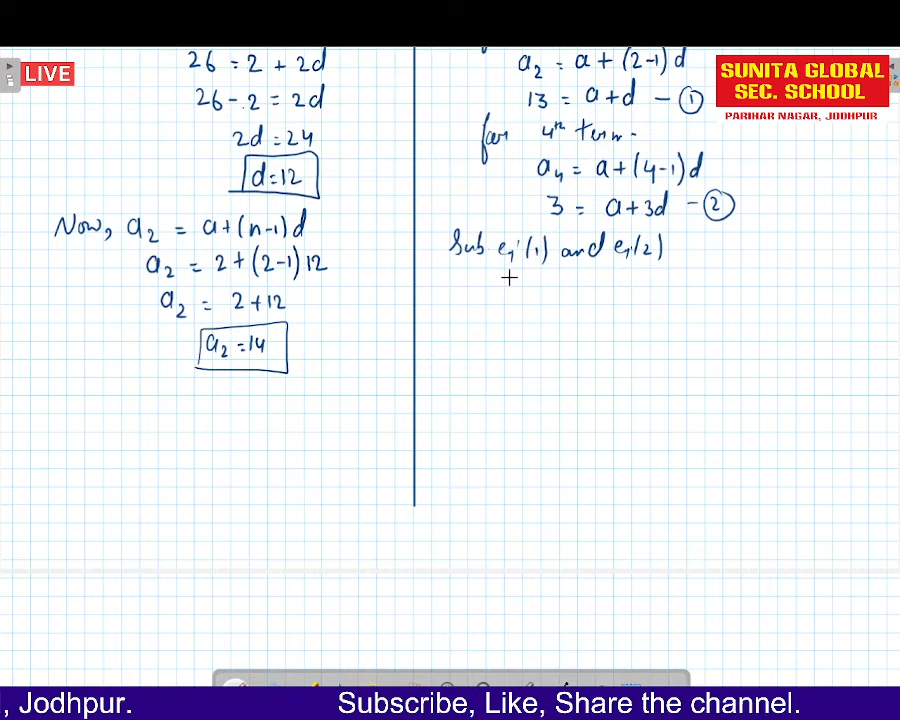 LIVE
26 = 2 + 2d
26 - 2 = 2d
2d = 24
d = 12
Now, a₂ = a+(n-1)d
a₂ = 2+(2-1)12
a₂ = 2+12
a₂ = 14
a₂ = a+(2-1)d
13 = a+d — ①
for 4th term -
a₄ = a+(4-1)d
3 = a+3d — ②
Sub eq(1) and eq(2)
SUNITA GLOBAL
SEC. SCHOOL
PARIHAR NAGAR, JODHPUR
, Jodhpur.
Subscribe, Like, Share the channel.